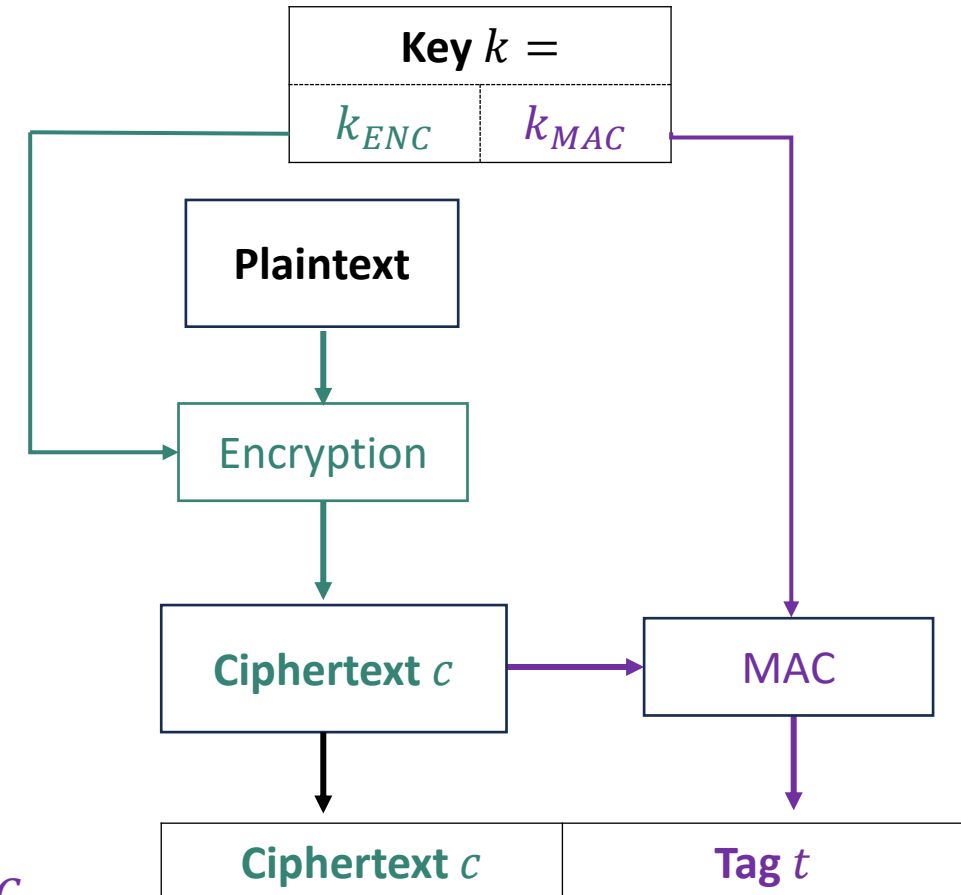 Key k =
k_ENC k_MAC
Plaintext
Encryption
Ciphertext c MAC
Ciphertext c Tag t